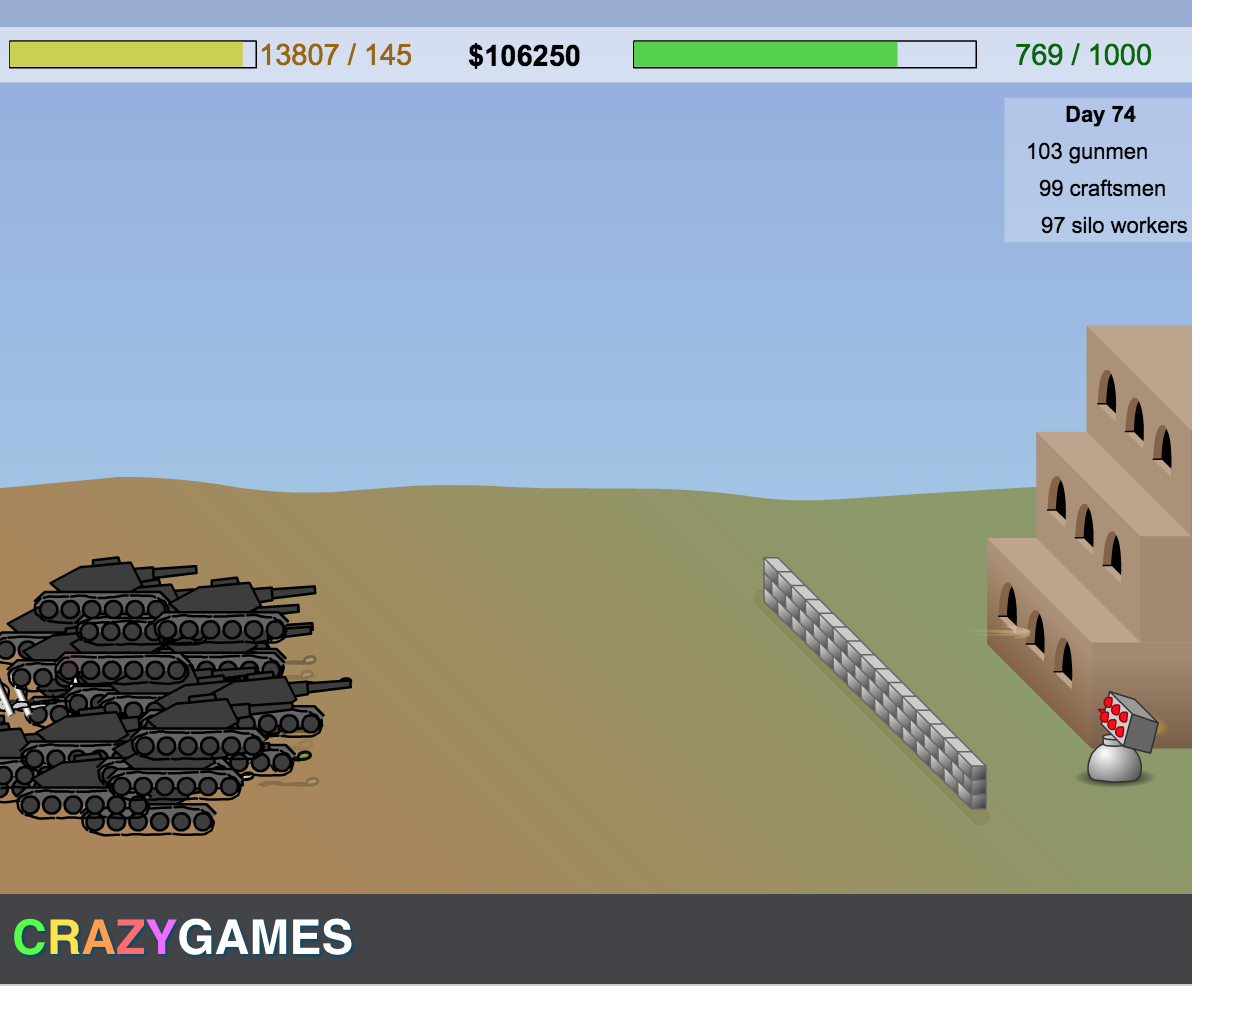 13807 / 145 $106250 769 / 1000
Day 74
103 gunmen
99 craftsmen
97 silo workers
CRAZYGAMES